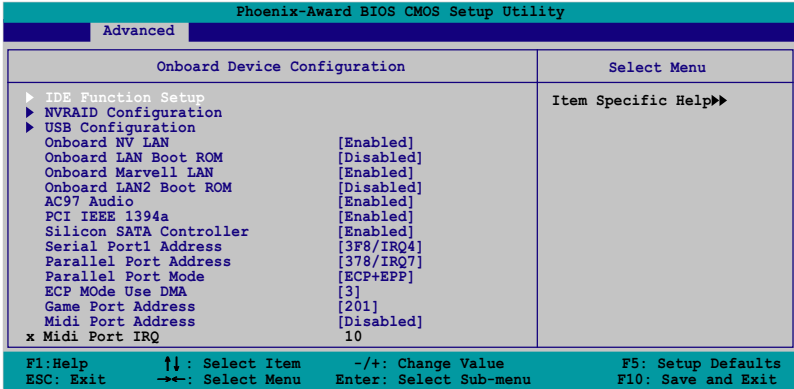 Phoenix-Award BIOS CMOS Setup Utility
Advanced
Onboard Device Configuration
Select Menu
IDE Function Setup
Item Specific Help
NVRAID Configuration
USB Configuration
Onboard NV LAN [Enabled]
Onboard LAN Boot ROM [Disabled]
Onboard Marvell LAN [Enabled]
Onboard LAN2 Boot ROM [Disabled]
AC97 Audio [Enabled]
PCI IEEE 1394a [Enabled]
Silicon SATA Controller [Enabled]
Serial Port1 Address [3F8/IRQ4]
Parallel Port Address [378/IRQ7]
Parallel Port Mode [ECP+EPP]
ECP MOde Use DMA [3]
Game Port Address [201]
Midi Port Address [Disabled]
x Midi Port IRQ 10
F1:Help ↑↓ : Select Item -/+: Change Value F5: Setup Defaults
ESC: Exit →←: Select Menu Enter: Select Sub-menu F10: Save and Exit